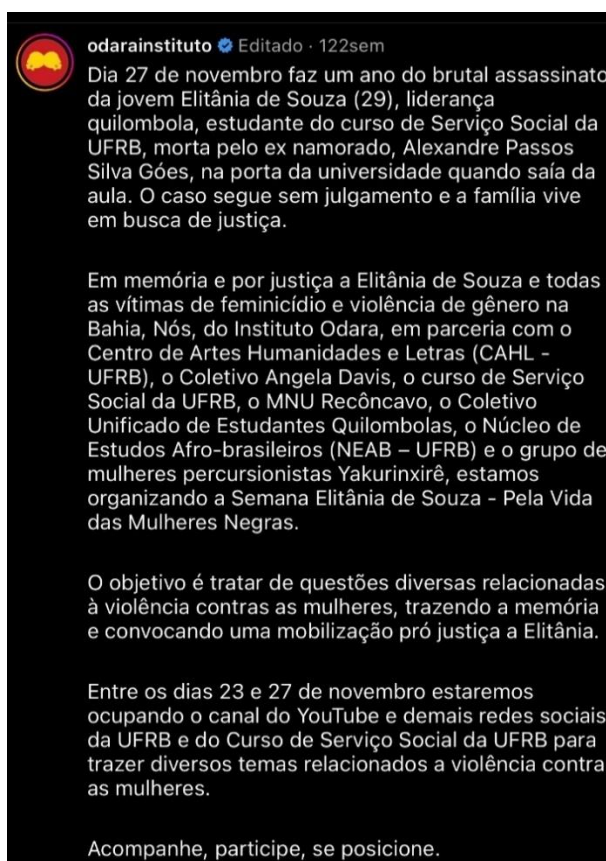 odarainstituto Editado · 122sem
Dia 27 de novembro faz um ano do brutal assassinato
da jovem Elitânia de Souza (29), liderança
quilombola, estudante do curso de Serviço Social da
UFRB, morta pelo ex namorado, Alexandre Passos
Silva Góes, na porta da universidade quando saía da
aula. O caso segue sem julgamento e a família vive
em busca de justiça.
Em memória e por justiça a Elitânia de Souza e todas
as vítimas de feminicídio e violência de gênero na
Bahia, Nós, do Instituto Odara, em parceria com o
Centro de Artes Humanidades e Letras (CAHL -
UFRB), o Coletivo Angela Davis, o curso de Serviço
Social da UFRB, o MNU Recôncavo, o Coletivo
Unificado de Estudantes Quilombolas, o Núcleo de
Estudos Afro-brasileiros (NEAB – UFRB) e o grupo de
mulheres percursionistas Yakurinxirê, estamos
organizando a Semana Elitânia de Souza - Pela Vida
das Mulheres Negras.
O objetivo é tratar de questões diversas relacionadas
à violência contras as mulheres, trazendo a memória
e convocando uma mobilização pró justiça a Elitânia.
Entre os dias 23 e 27 de novembro estaremos
ocupando o canal do YouTube e demais redes sociais
da UFRB e do Curso de Serviço Social da UFRB para
trazer diversos temas relacionados a violência contra
as mulheres.
Acompanhe, participe, se posicione.